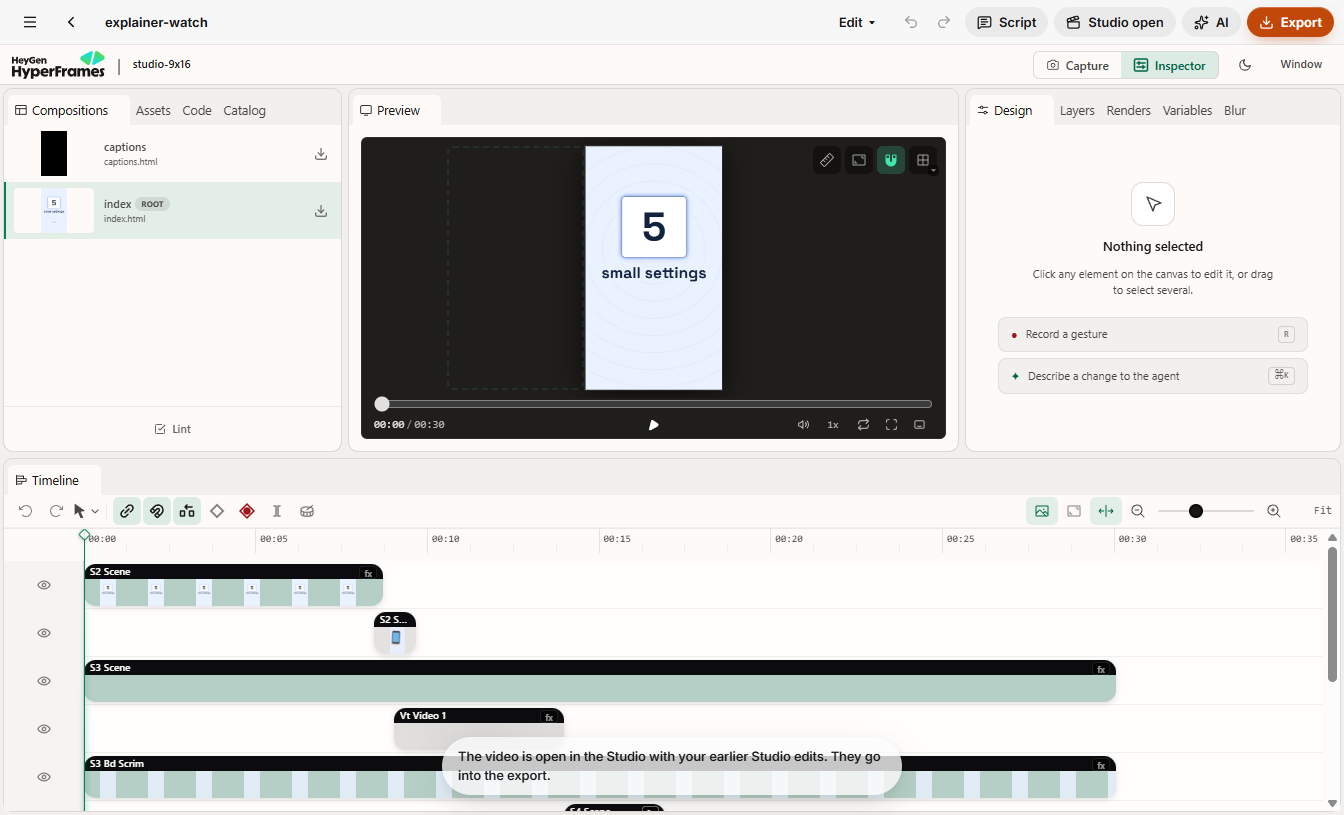 explainer-watch
Edit
Script
Studio open
AI
Export
HeyGen
HyperFrames
studio-9x16
Capture
Inspector
Window
Compositions
Assets
Code
Catalog
captions
captions.html
5
small settings
index
ROOT
index.html
Lint
Preview
5
small settings
00:00 / 00:30
1x
Design
Layers
Renders
Variables
Blur
Nothing selected
Click any element on the canvas to edit it, or drag
to select several.
Record a gesture
R
Describe a change to the agent
⌘K
Timeline
Fit
00:00
00:05
00:10
00:15
00:20
00:25
00:30
00:35
S2 Scene
fx
S2 S...
S3 Scene
fx
Vt Video 1
fx
S3 Bd Scrim
fx
The video is open in the Studio with your earlier Studio edits. They go
into the export.
S4 Scene